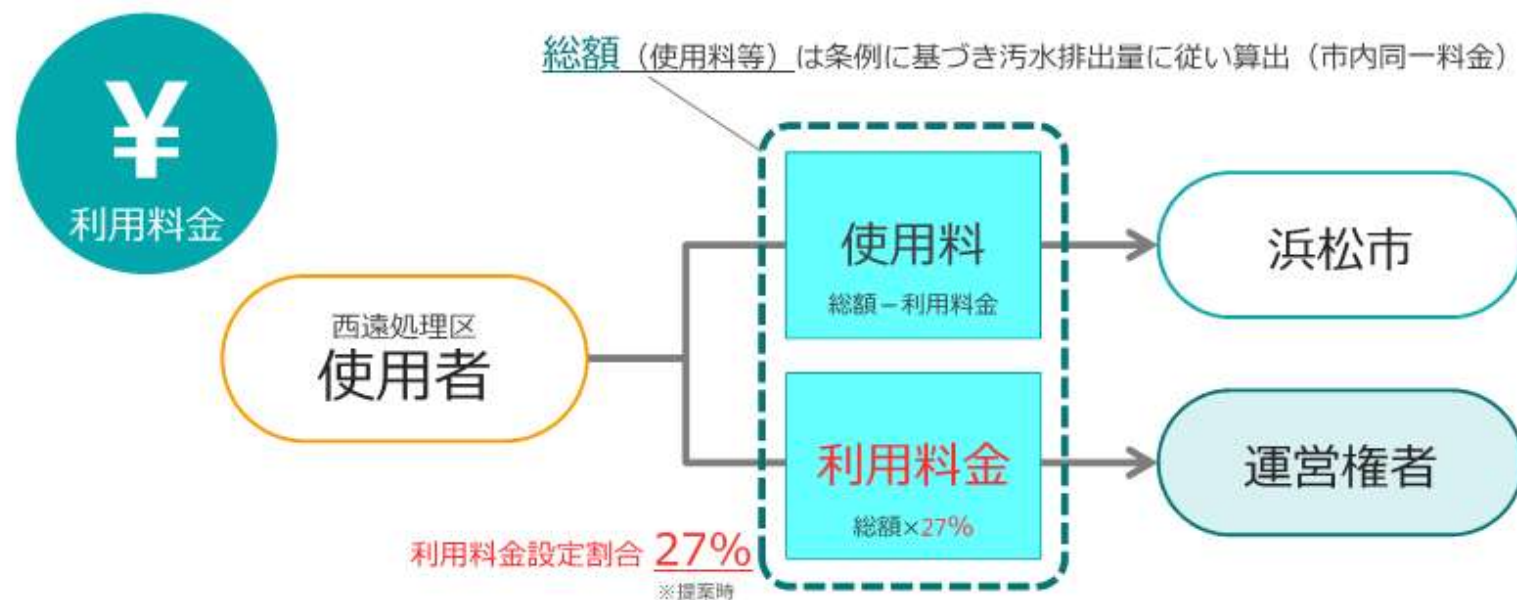 ¥
利用料金
総額（使用料等）は条例に基づき汚水排出量に従い算出（市内同一料金）
西遠処理区
使用者
使用料
総額－利用料金
浜松市
利用料金
総額×27%
運営権者
利用料金設定割合 27%
※提案時